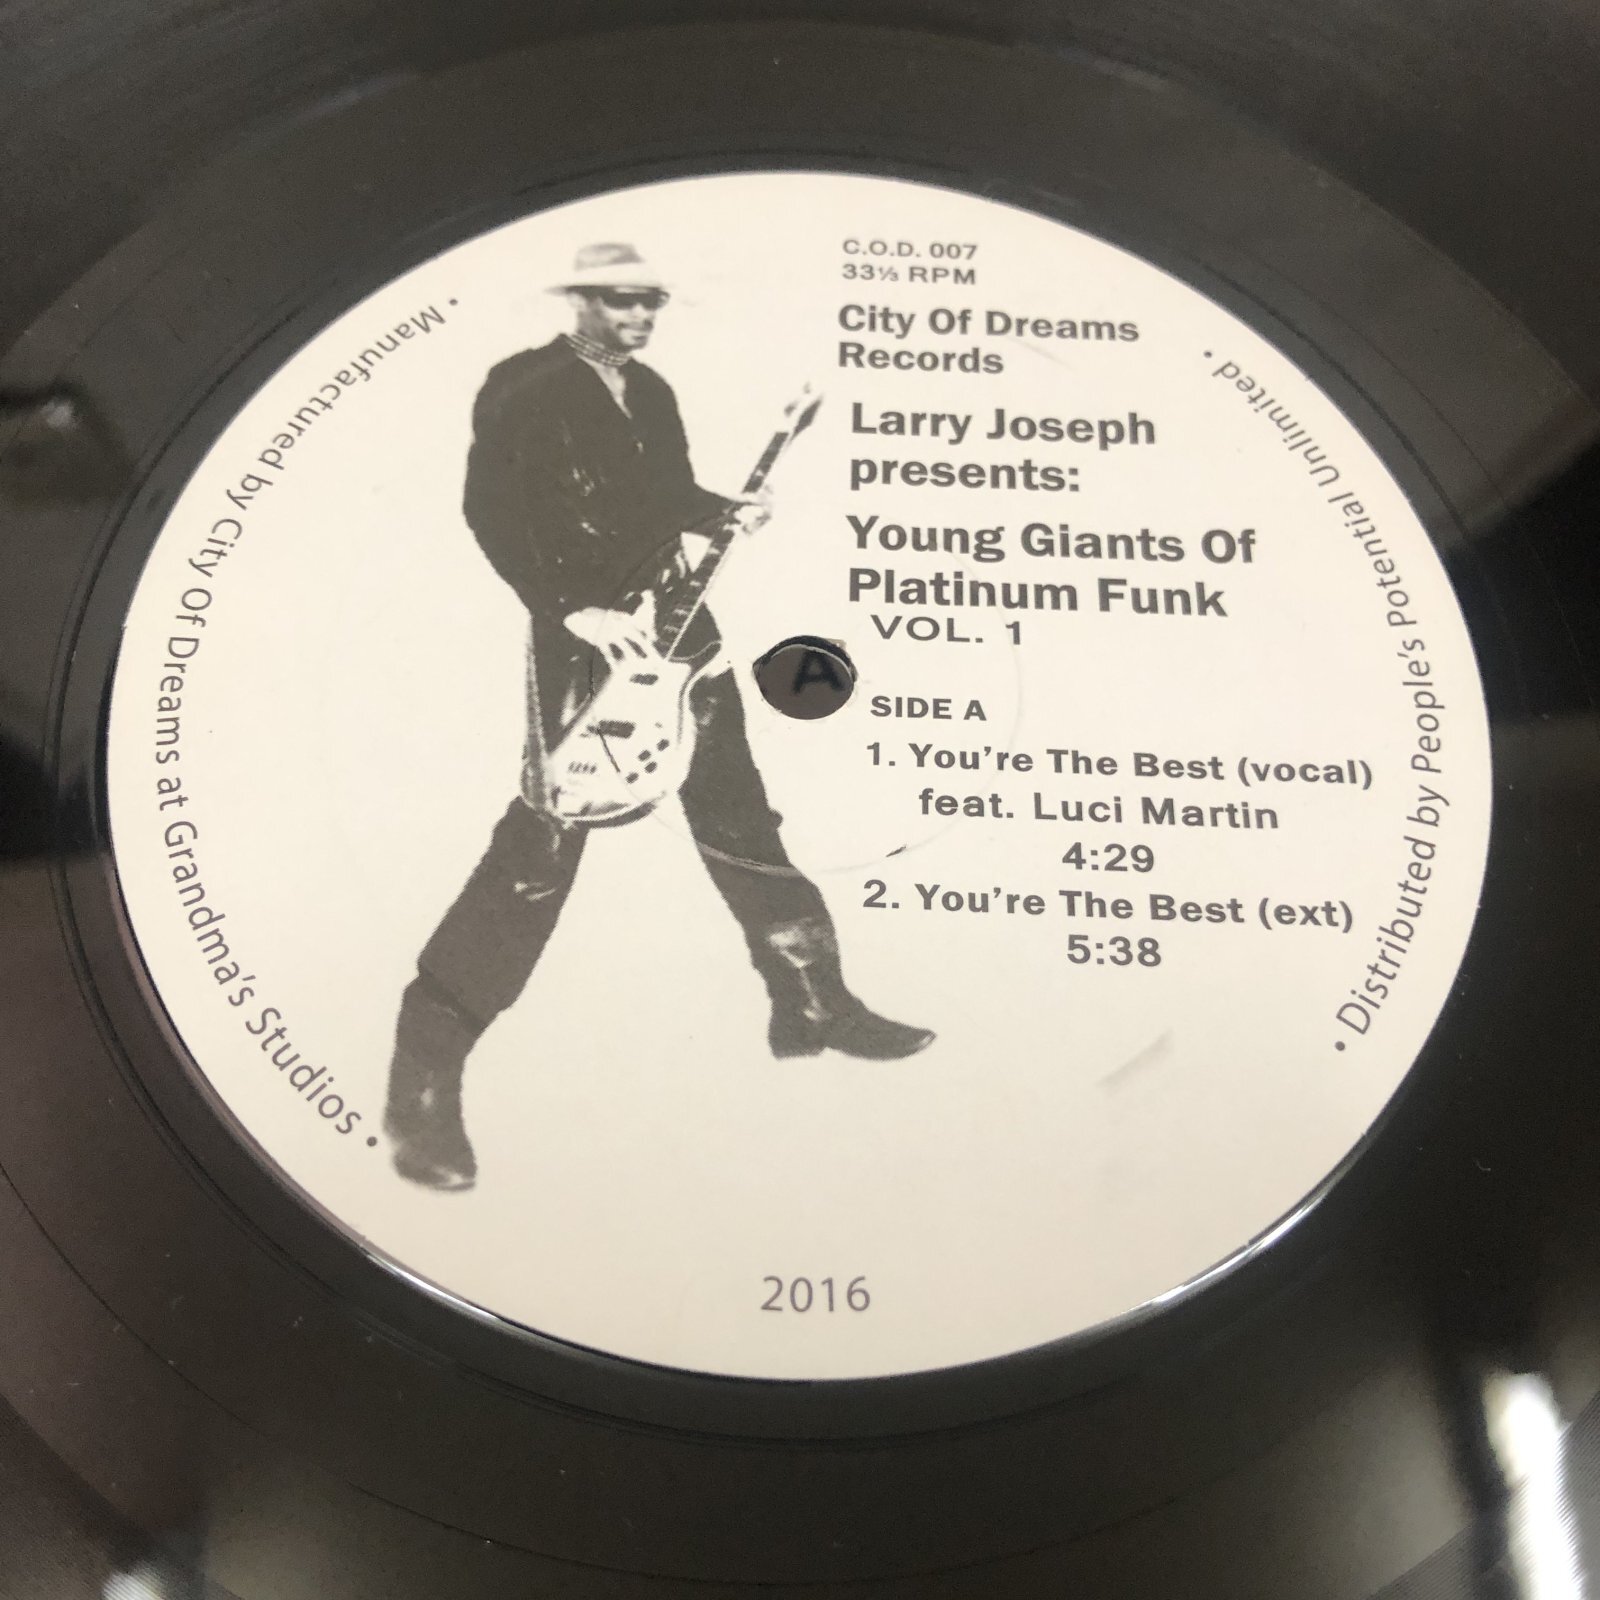 C.O.D. 007
33⅓ RPM
City Of Dreams
Records
Larry Joseph
presents:
Young Giants Of
Platinum Funk
VOL. 1
A
SIDE A
1. You're The Best (vocal)
feat. Luci Martin
4:29
2. You're The Best (ext)
5:38
• Manufactured by City Of Dreams at Grandma's Studios •
• Distributed by People's Potential Unlimited •
2016